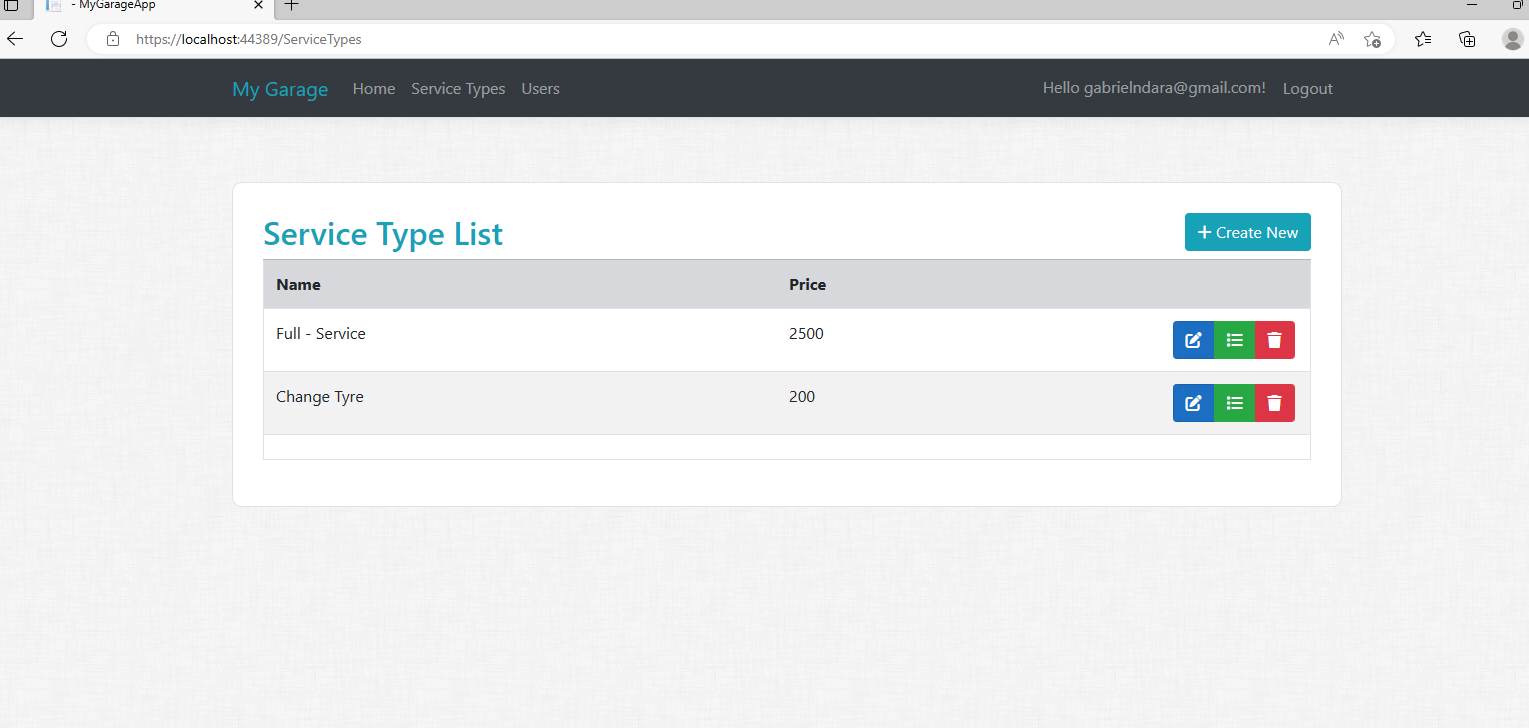 - MyGarageApp
https://localhost:44389/ServiceTypes
My Garage Home Service Types Users Hello gabrielndara@gmail.com! Logout
Service Type List + Create New
Name Price
Full - Service 2500
Change Tyre 200